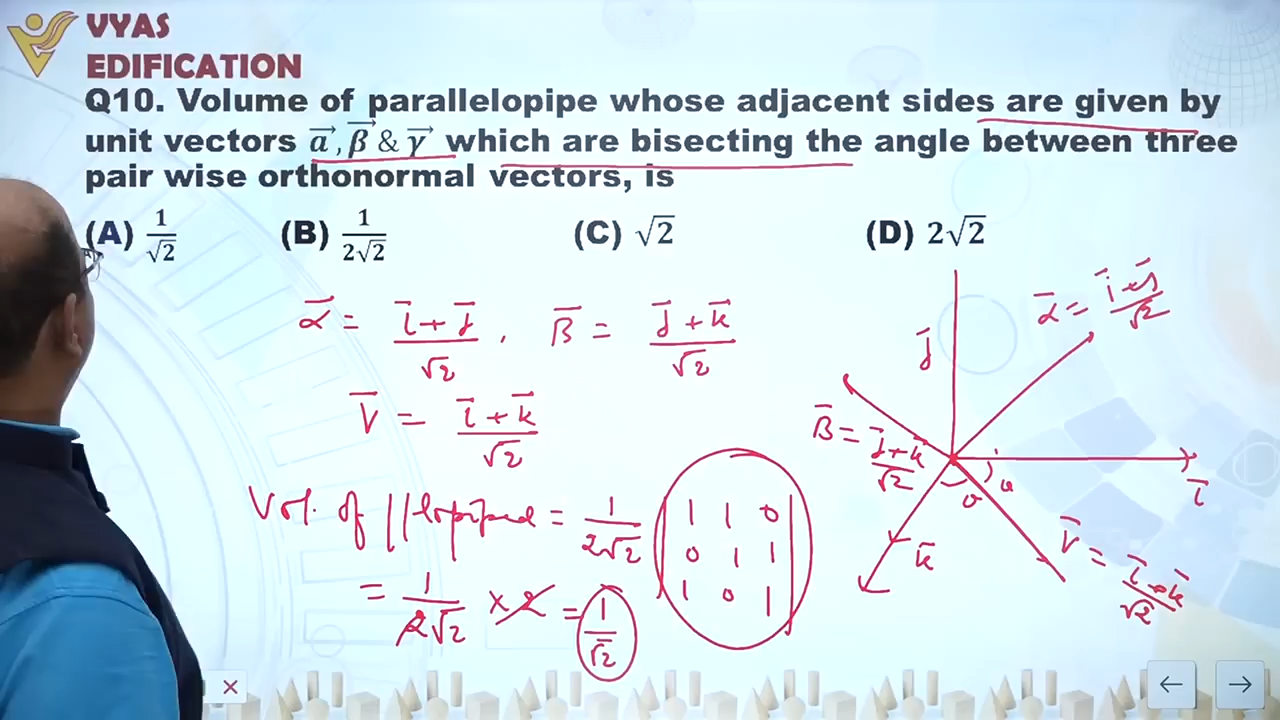 VYAS
EDIFICATION
Q10. Volume of parallelopipe whose adjacent sides are given by
unit vectors a⃗, β⃗ & γ⃗ which are bisecting the angle between three
pair wise orthonormal vectors, is
(A) 1/√2 (B) 1/2√2 (C) √2 (D) 2√2
ᾱ = (ī + j̄)/√2 , B̄ = (j̄ + k̄)/√2
V̄ = (ī + k̄)/√2
Vol. of ||lopiped = 1/2√2 | 1 1 0
0 1 1
1 0 1 |
= 1/2√2 × 2 = 1/√2
j̄
ᾱ = (ī + j̄)/√2
B̄ = (j̄ + k̄)/√2
ī
k̄
V̄ = (ī + k̄)/√2